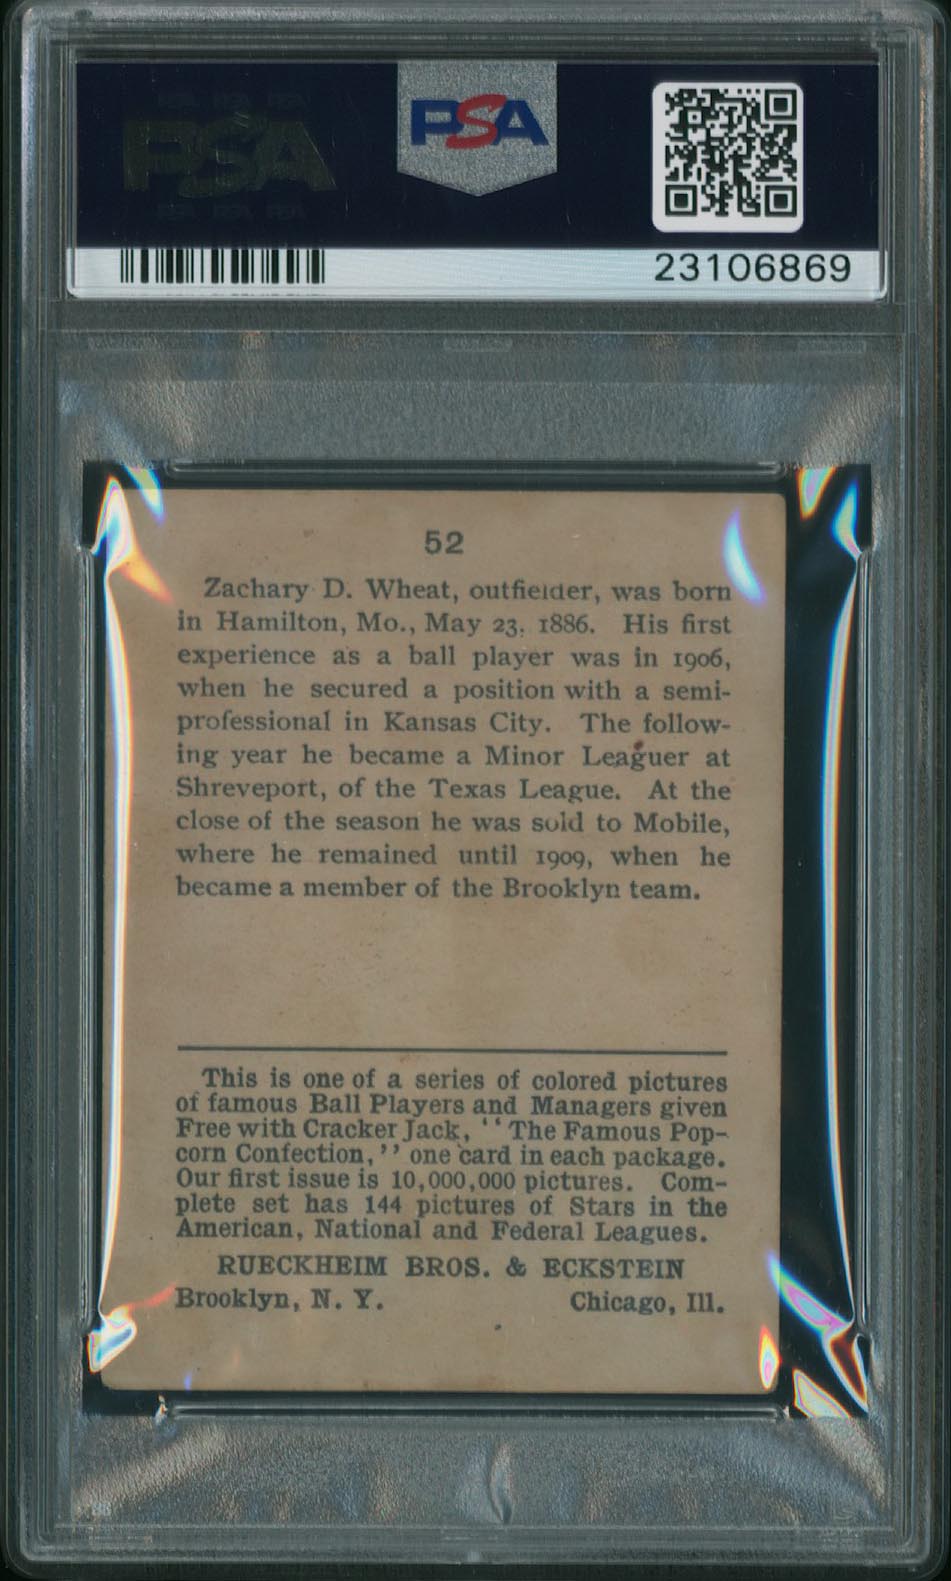 PSA
PSA
23106869
52
Zachary D. Wheat, outfielder, was born
in Hamilton, Mo., May 23, 1886. His first
experience as a ball player was in 1906,
when he secured a position with a semi-
professional in Kansas City. The follow-
ing year he became a Minor Leaguer at
Shreveport, of the Texas League. At the
close of the season he was sold to Mobile,
where he remained until 1909, when he
became a member of the Brooklyn team.
This is one of a series of colored pictures
of famous Ball Players and Managers given
Free with Cracker Jack, "The Famous Pop-
corn Confection," one card in each package.
Our first issue is 10,000,000 pictures. Com-
plete set has 144 pictures of Stars in the
American, National and Federal Leagues.
RUECKHEIM BROS. & ECKSTEIN
Brooklyn, N. Y. Chicago, Ill.